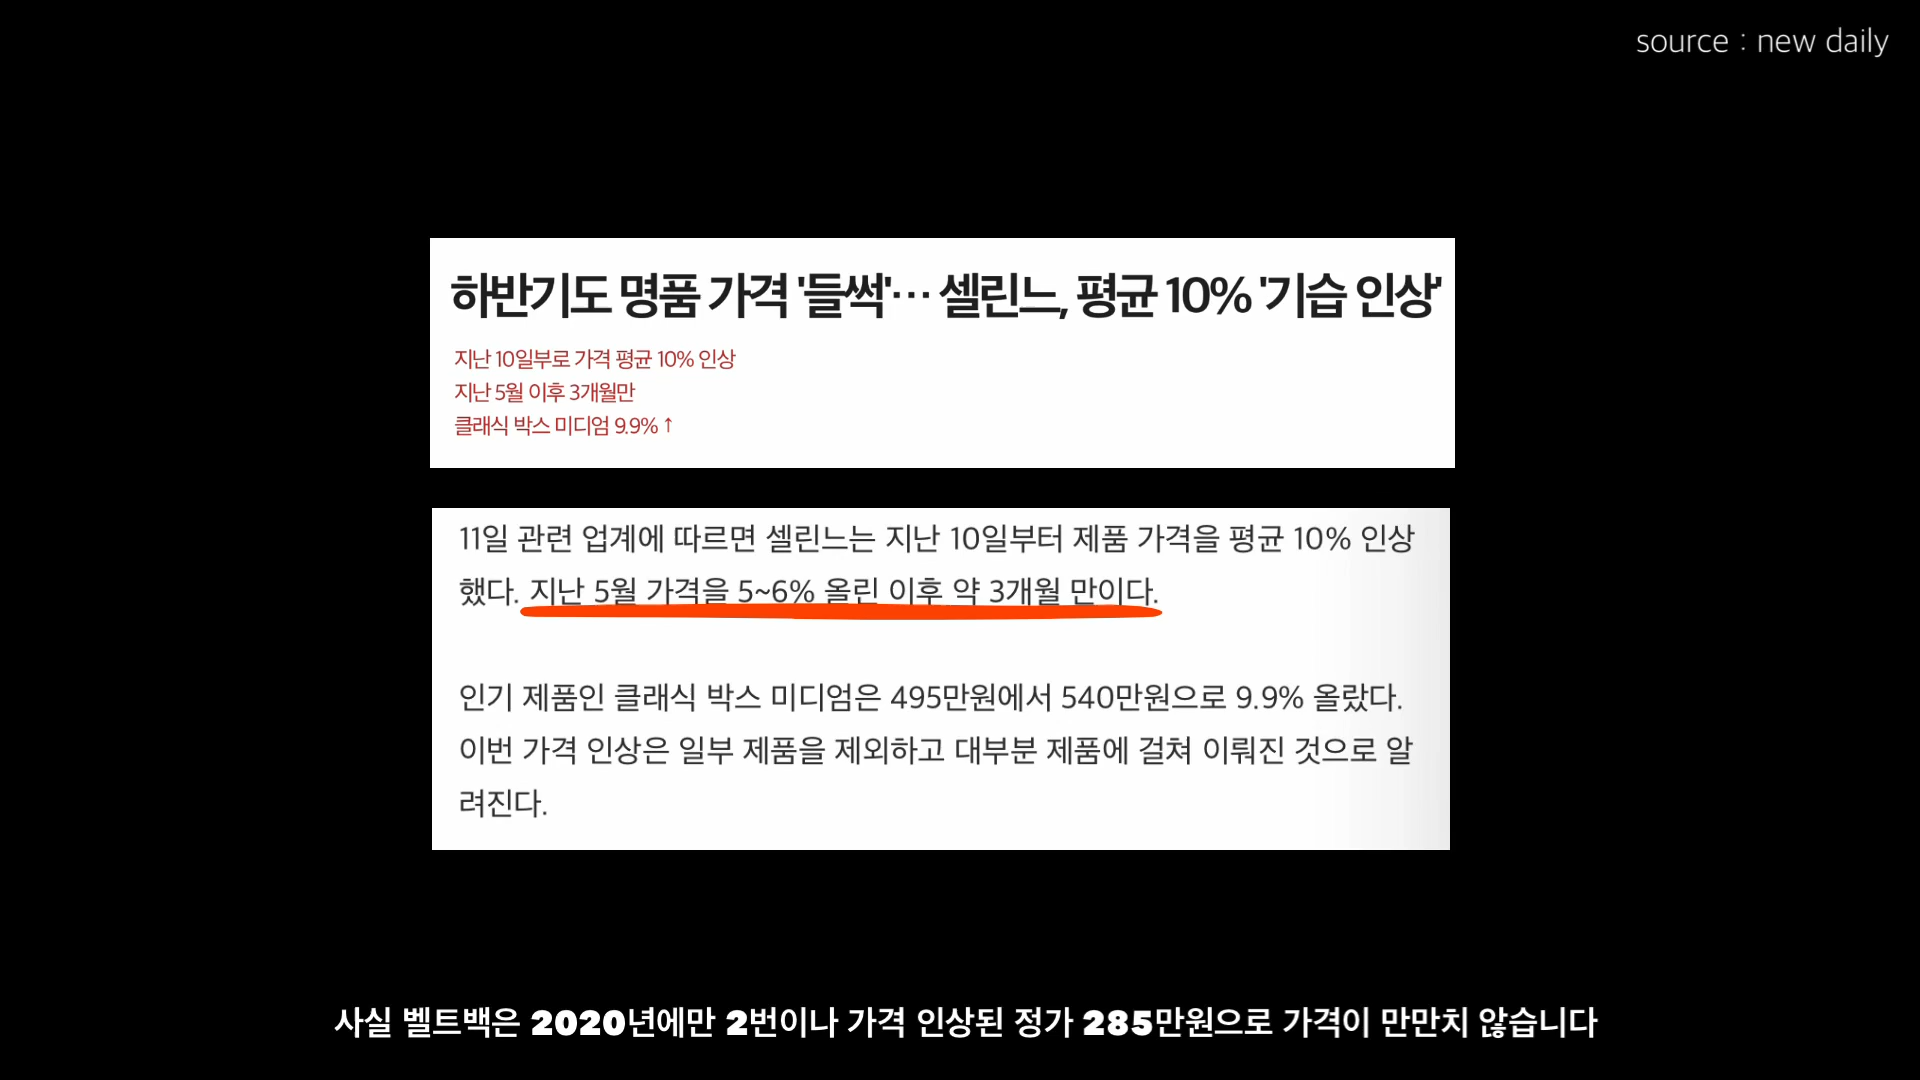 source : new daily
하반기도 명품 가격 '들썩'… 셀린느, 평균 10% '기습 인상'
지난 10일부로 가격 평균 10% 인상
지난 5월 이후 3개월만
클래식 박스 미디엄 9.9% ↑
11일 관련 업계에 따르면 셀린느는 지난 10일부터 제품 가격을 평균 10% 인상
했다. 지난 5월 가격을 5~6% 올린 이후 약 3개월 만이다.
인기 제품인 클래식 박스 미디엄은 495만원에서 540만원으로 9.9% 올랐다.
이번 가격 인상은 일부 제품을 제외하고 대부분 제품에 걸쳐 이뤄진 것으로 알
려진다.
사실 벨트백은 2020년에만 2번이나 가격 인상된 정가 285만원으로 가격이 만만치 않습니다